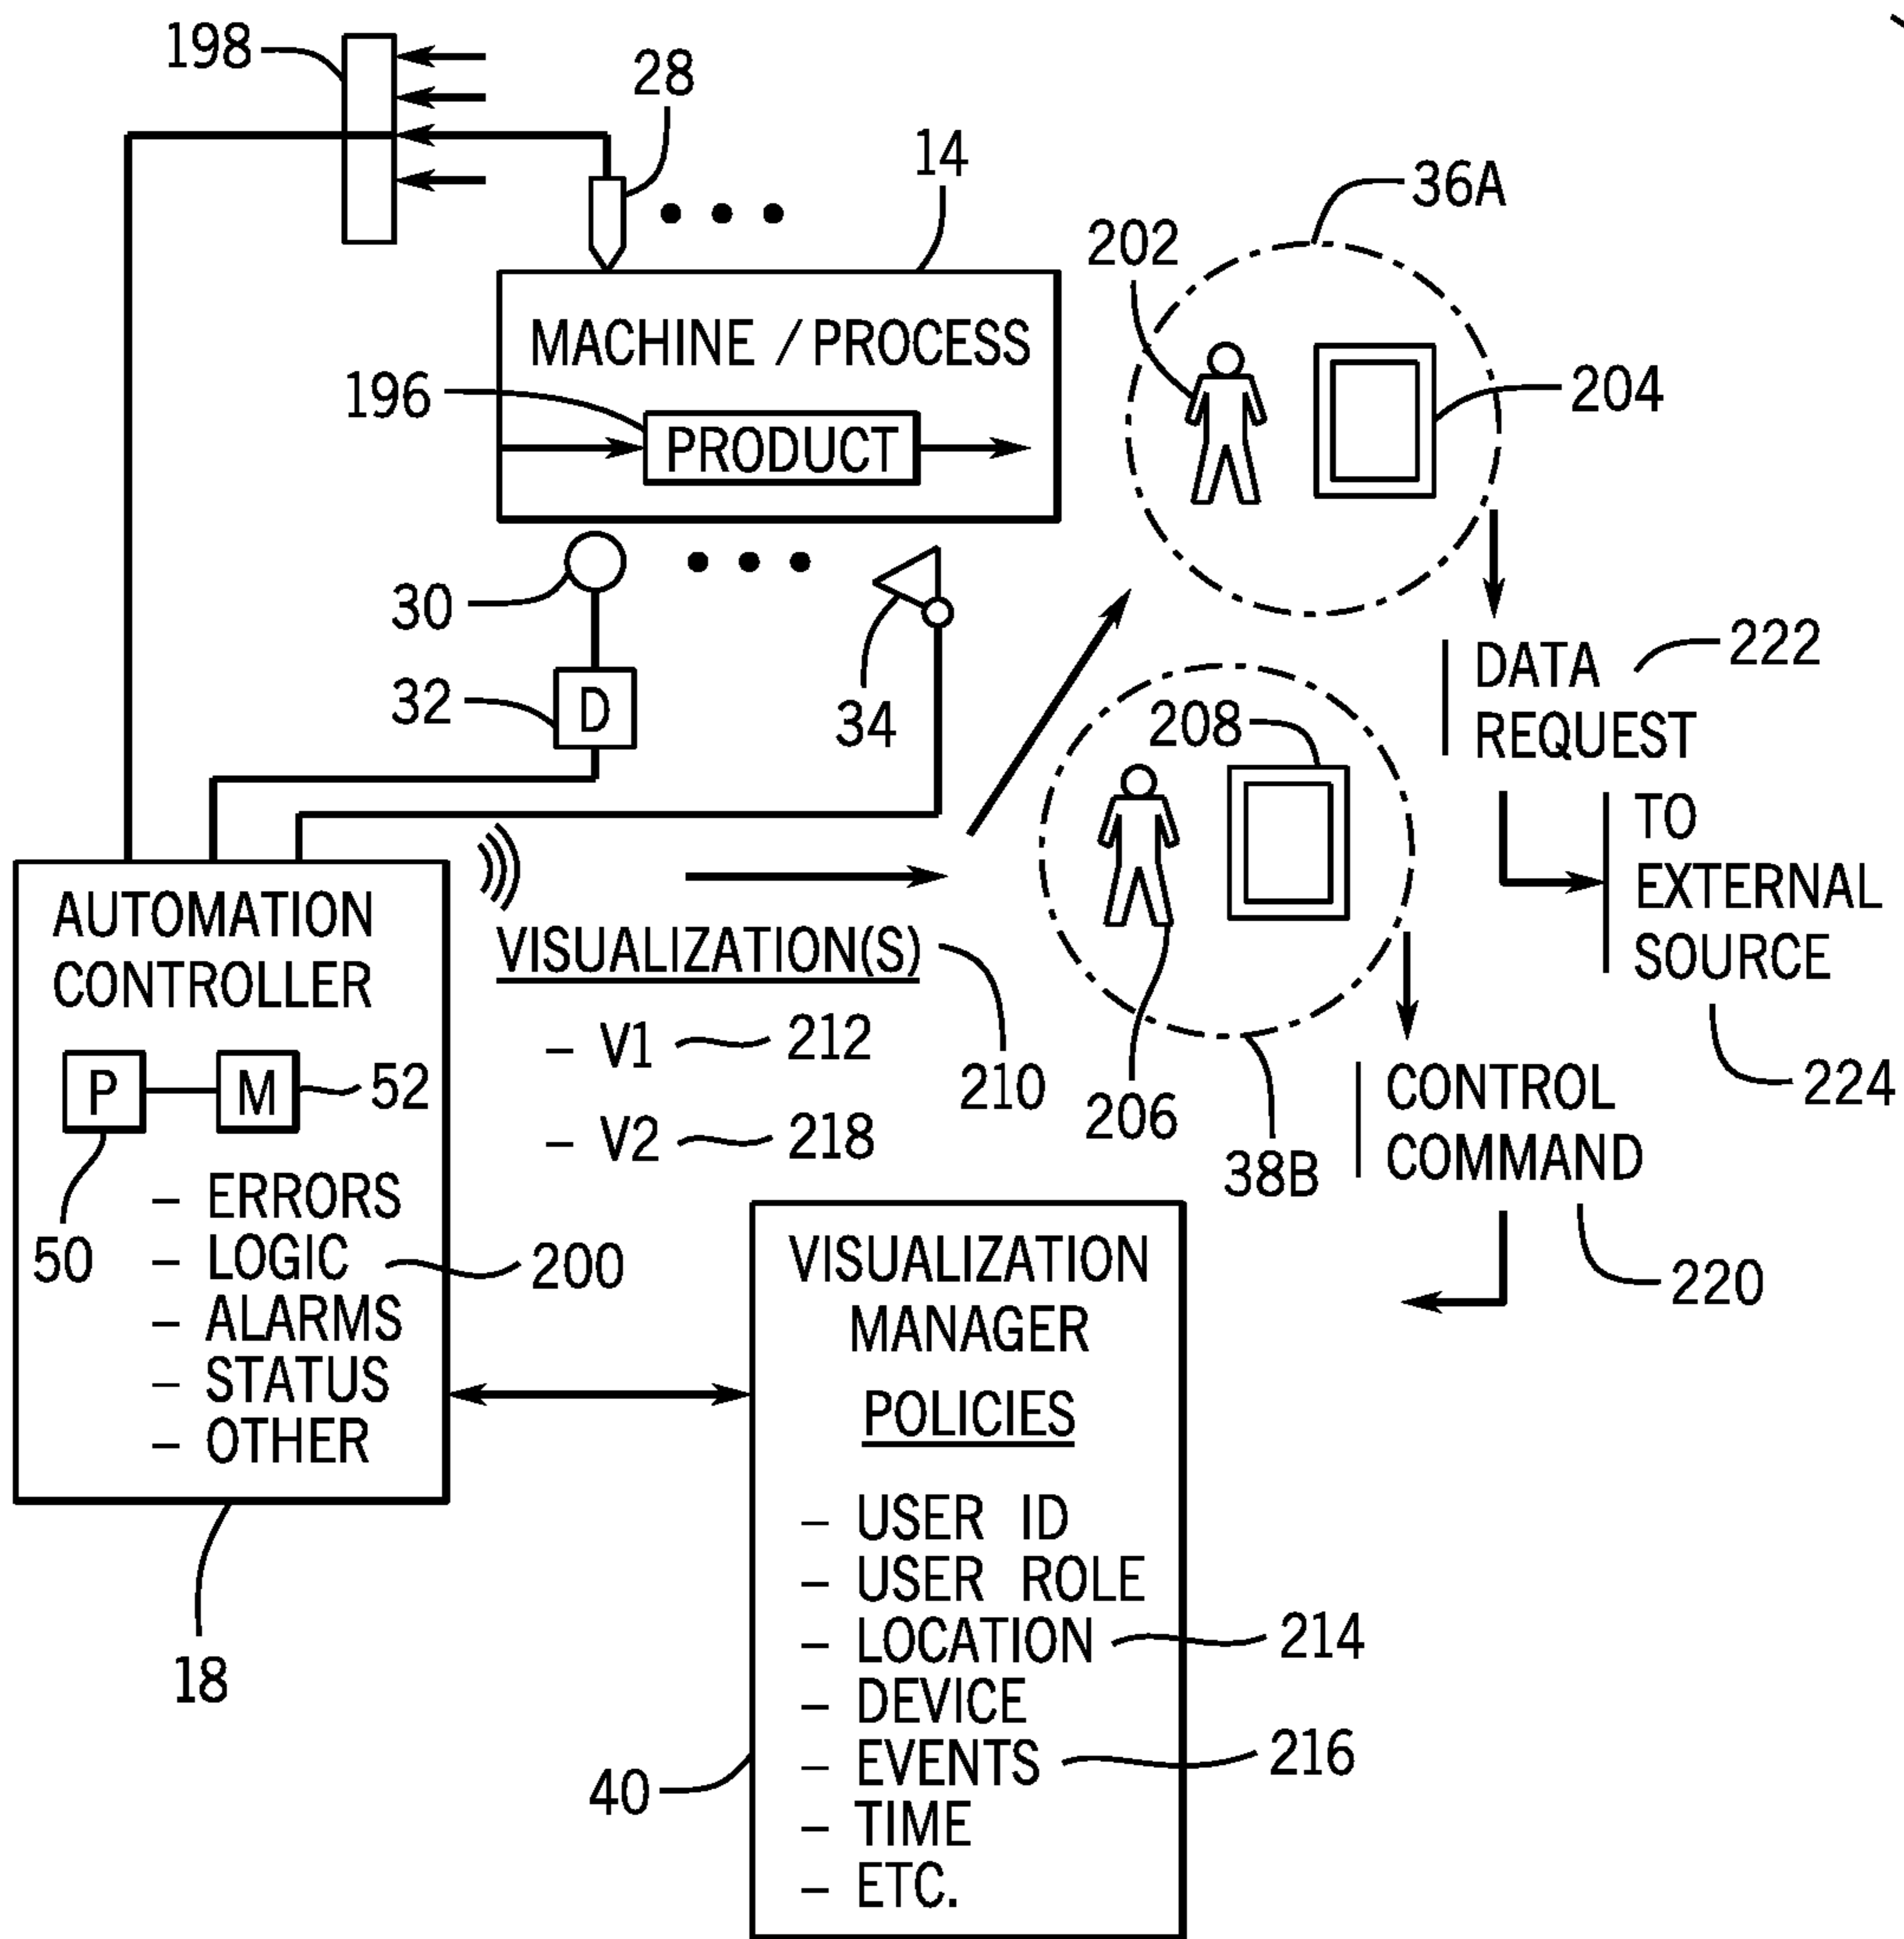 198
28
14
36A
202
MACHINE / PROCESS
196
PRODUCT
204
30
32
D
34
222
DATA
REQUEST
208
TO
EXTERNAL
SOURCE
224
AUTOMATION
CONTROLLER
P
M
52
50
- ERRORS
- LOGIC
200
- ALARMS
- STATUS
- OTHER
18
VISUALIZATION(S)
210
- V1
212
- V2
218
206
38B
CONTROL
COMMAND
220
VISUALIZATION
MANAGER
POLICIES
- USER ID
- USER ROLE
- LOCATION
214
- DEVICE
- EVENTS
216
- TIME
- ETC.
40